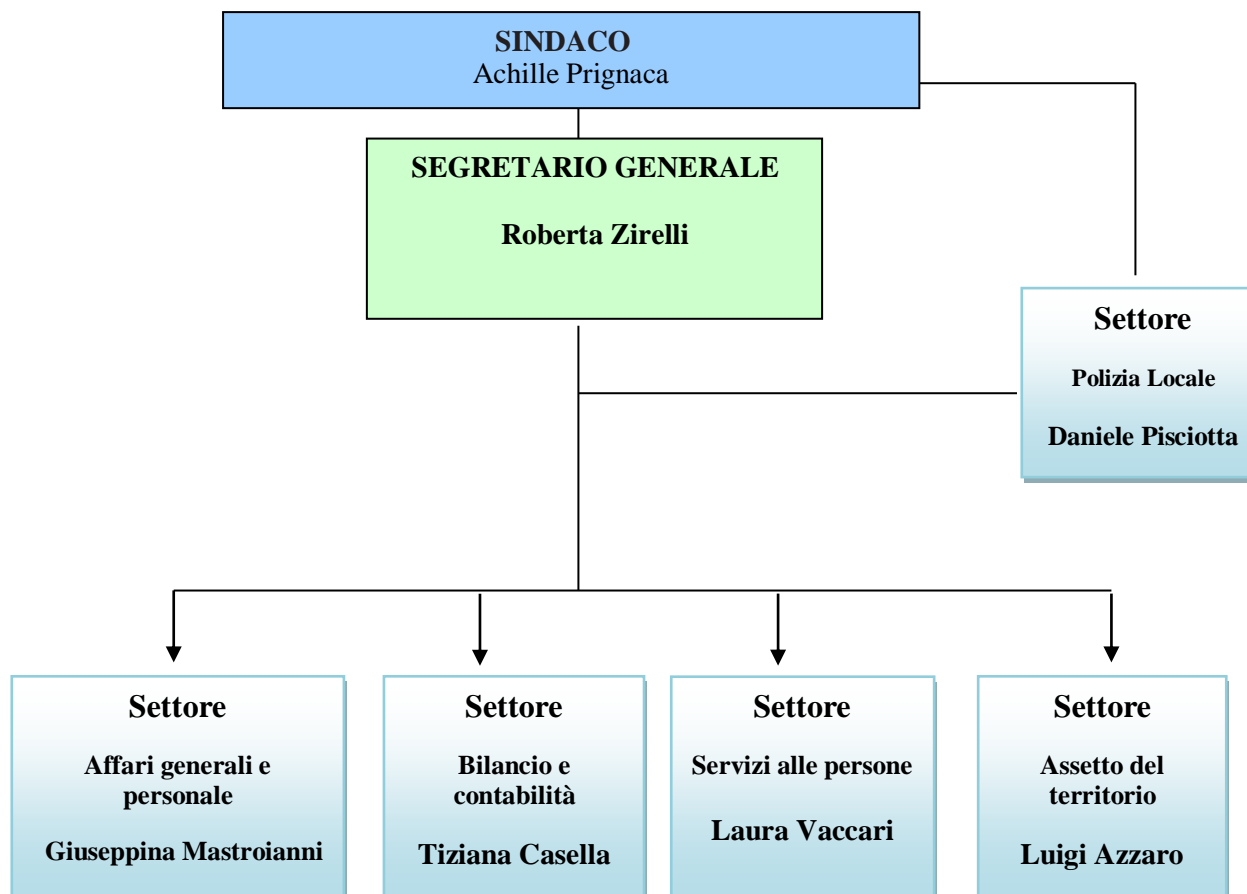 SINDACO
Achille Prignaca
SEGRETARIO GENERALE
Roberta Zirelli
Settore
Polizia Locale
Daniele Pisciotta
Settore
Affari generali e
personale
Giuseppina Mastroianni
Settore
Bilancio e
contabilità
Tiziana Casella
Settore
Servizi alle persone
Laura Vaccari
Settore
Assetto del
territorio
Luigi Azzaro